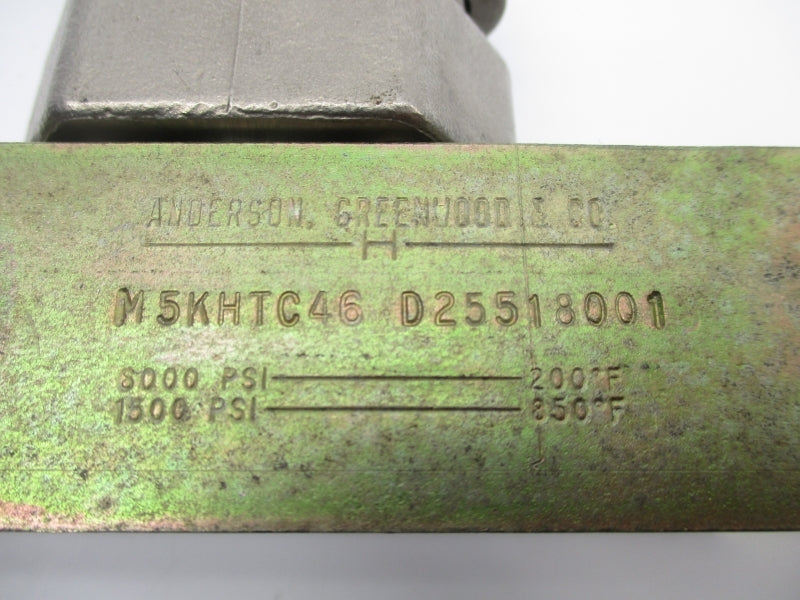 ANDERSON, GREENWOOD & CO.
H
M5KHTC46 D25518001
6000 PSI 200°F
1500 PSI 850°F